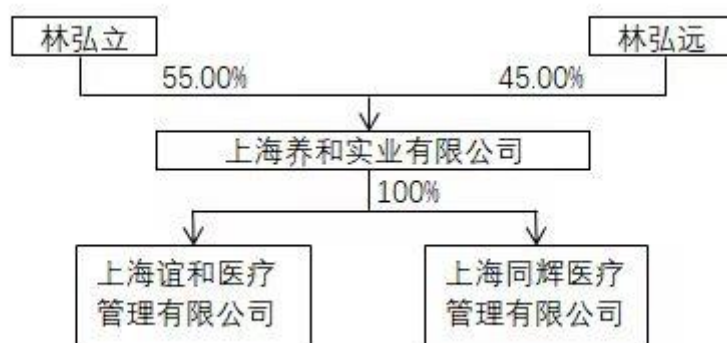 林弘立
林弘远
55.00%
45.00%
上海养和实业有限公司
100%
上海谊和医疗
管理有限公司
上海同辉医疗
管理有限公司